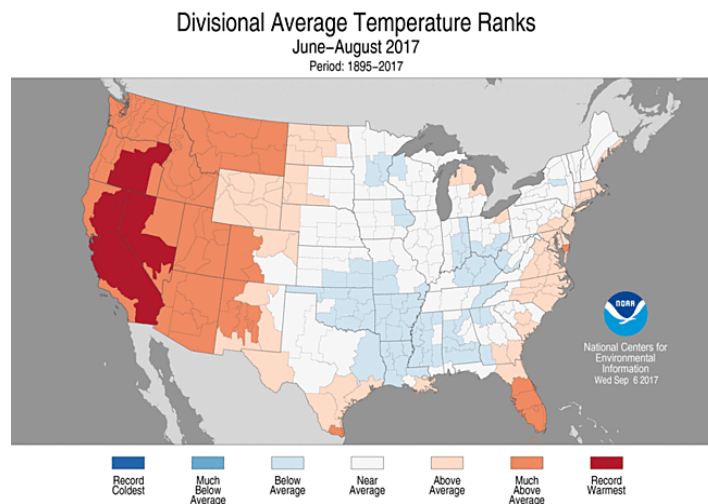 Divisional Average Temperature Ranks
June–August 2017
Period: 1895–2017
NOAA
National Centers for
Environmental
Information
Wed Sep 6 2017
Record
Coldest
Much
Below
Average
Below
Average
Near
Average
Above
Average
Much
Above
Average
Record
Warmest